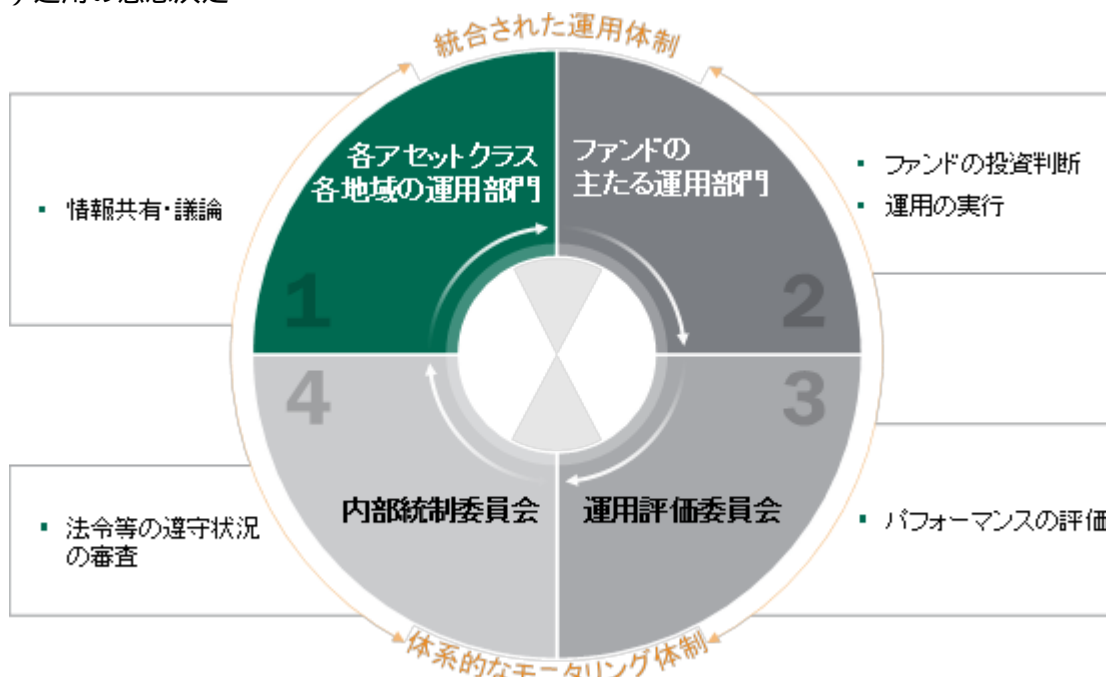 統合された運用体制
各アセットクラス
各地域の運用部門
ファンドの
主たる運用部門
▪ 情報共有・議論
▪ ファンドの投資判断
▪ 運用の実行
1
2
4
3
内部統制委員会
運用評価委員会
▪ 法令等の遵守状況
の審査
▪ パフォーマンスの評価
体系的なモニタリング体制